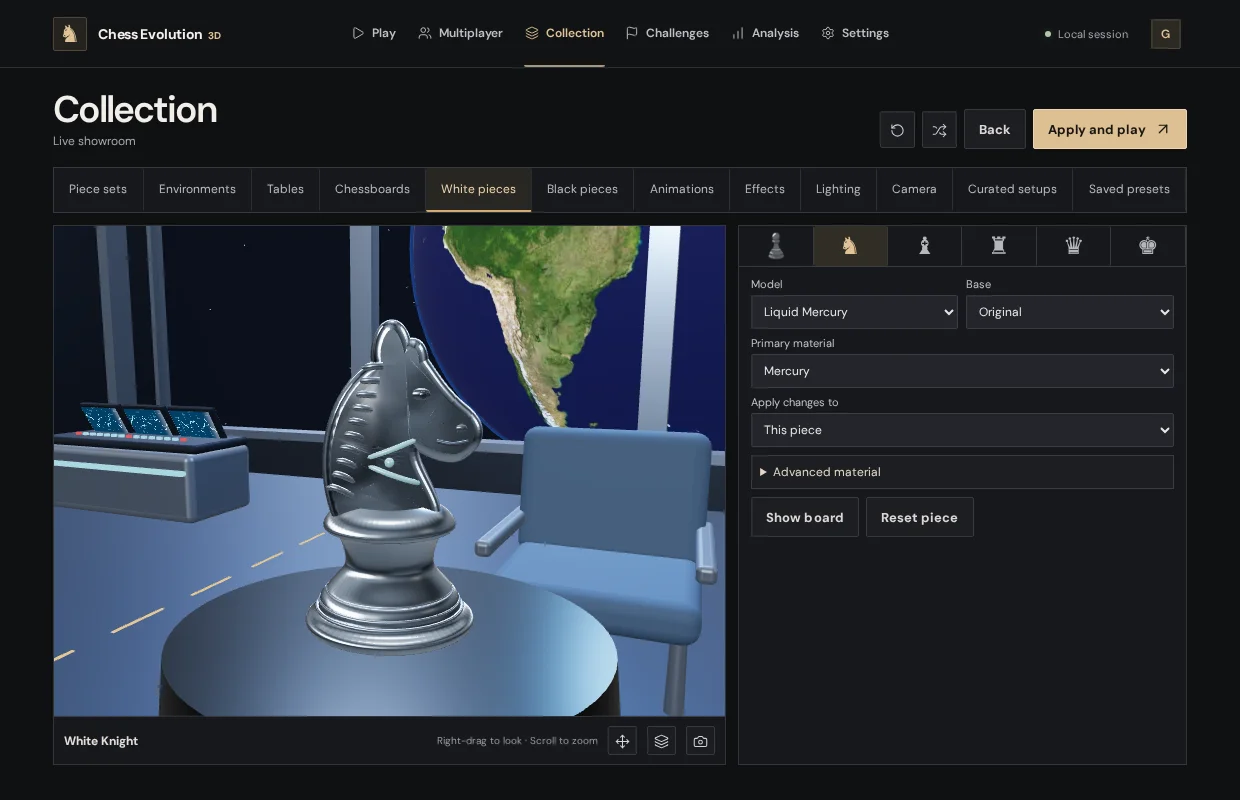 Chess Evolution 3D
Play
Multiplayer
Collection
Challenges
Analysis
Settings
Local session
G
Collection
Live showroom
Back
Apply and play
Piece sets
Environments
Tables
Chessboards
White pieces
Black pieces
Animations
Effects
Lighting
Camera
Curated setups
Saved presets
Model
Base
Liquid Mercury
Original
Primary material
Mercury
Apply changes to
This piece
Advanced material
Show board
Reset piece
White Knight
Right-drag to look · Scroll to zoom